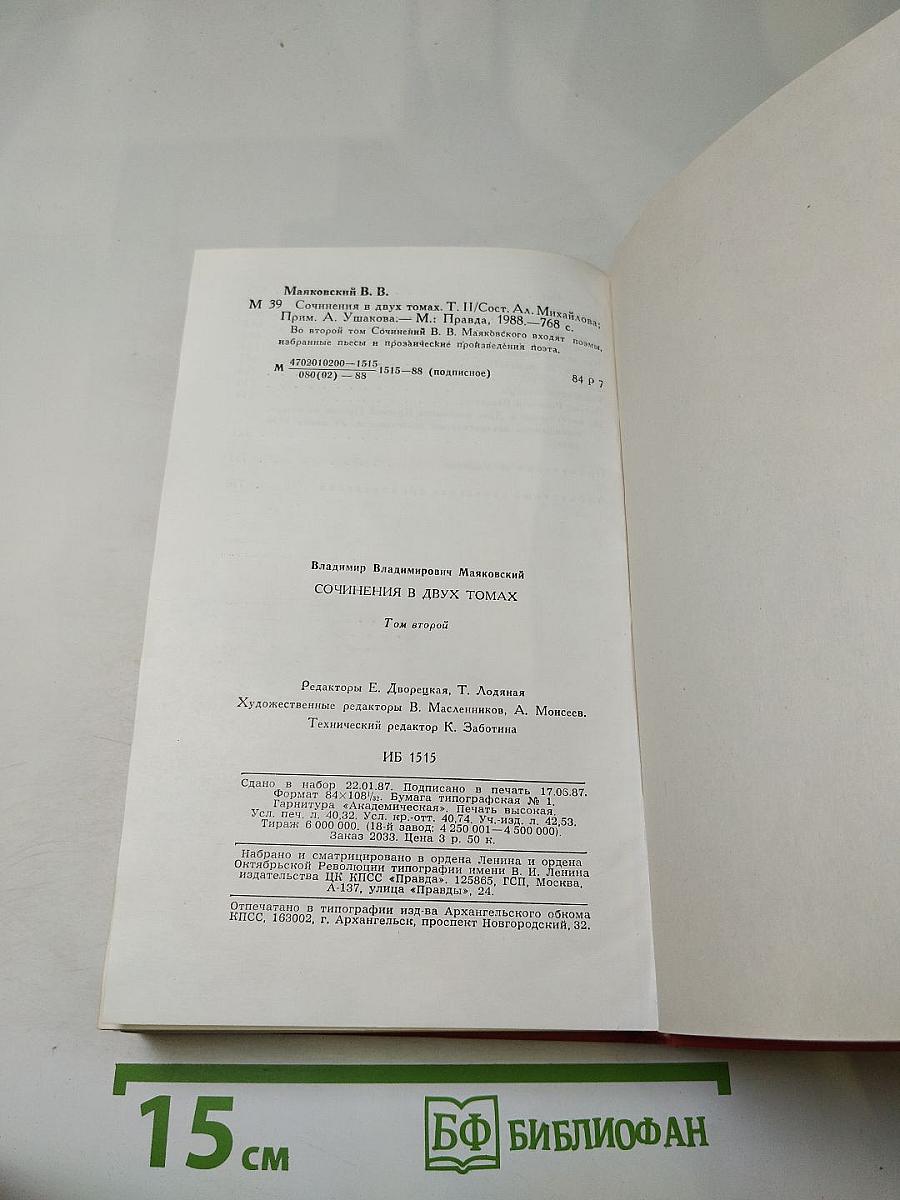 Маяковский В. В.
М 39 Сочинения в двух томах. Т. II/Сост. Ал. Михайлова;
Прим. А. Ушакова.— М.: Правда, 1988.—768 с.
Во второй том Сочинений В. В. Маяковского входят поэмы,
избранные пьесы и прозаические произведения поэта.
М 4702010200—1515 / 080(02) — 88 1515—88 (подписное)
84 Р 7
Владимир Владимирович Маяковский
СОЧИНЕНИЯ В ДВУХ ТОМАХ
Том второй
Редакторы Е. Дворецкая, Т. Лодяная
Художественные редакторы В. Масленников, А. Моисеев.
Технический редактор К. Заботина
ИБ 1515
Сдано в набор 22.01.87. Подписано в печать 17.06.87.
Формат 84×108¹/₃₂. Бумага типографская № 1.
Гарнитура «Академическая». Печать высокая.
Усл. печ. л. 40,32. Усл. кр.-отт. 40,74. Уч.-изд. л. 42,53.
Тираж 6 000 000. (18-й завод: 4 250 001—4 500 000).
Заказ 2033. Цена 3 р. 50 к.
Набрано и сматрицировано в ордена Ленина и ордена
Октябрьской Революции типографии имени В. И. Ленина
издательства ЦК КПСС «Правда». 125865, ГСП, Москва,
А-137, улица «Правды», 24.
Отпечатано в типографии изд-ва Архангельского обкома
КПСС, 163002, г. Архангельск, проспект Новгородский, 32.
15 см
БФ БИБЛИОФАН